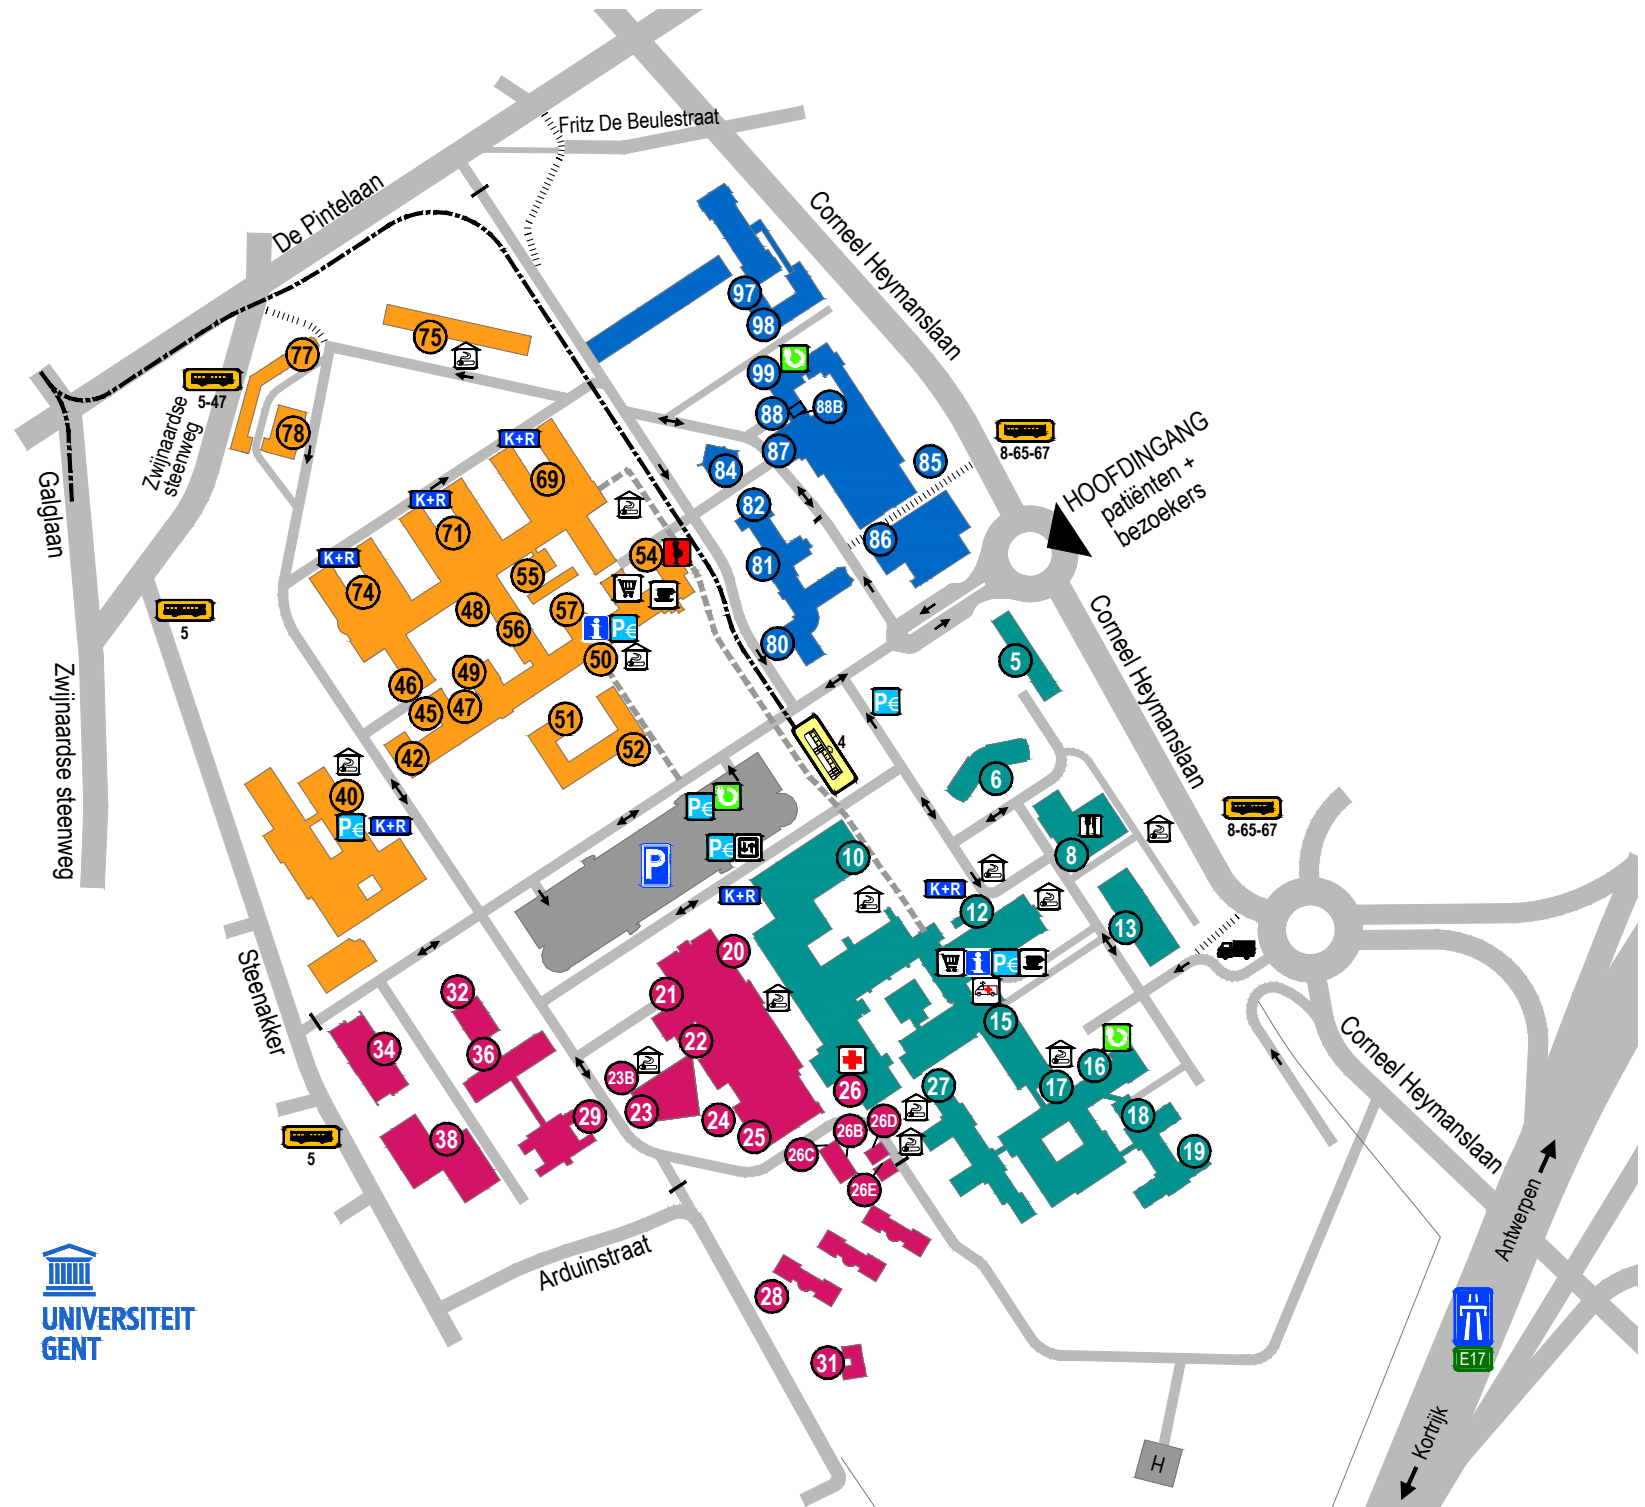 Fritz De Beulestraat
De Pintelaan
Corneel Heymanslaan
97
98
75
77
99
5-47
88
88B
78
Zwijnaardse
steenweg
K+R
87
85
8-65-67
HOOFDINGANG
patiënten +
bezoekers
84
69
Galglaan
K+R
82
71
86
K+R
54
81
55
74
5
48
57
56
i
P€
80
50
5
Corneel Heymanslaan
49
46
P€
47
45
51
Zwijnaardse steenweg
52
4
42
6
40
P€
P€
K+R
8-65-67
P€
8
10
P
K+R
K+R
12
13
20
Steenakker
i
P€
32
21
15
22
34
36
Corneel Heymanslaan
16
23B
26
27
17
23
29
24
26B
26D
18
25
38
5
26C
19
26E
Antwerpen
Arduinstraat
28
UNIVERSITEIT
GENT
31
E17
Kortrijk
H